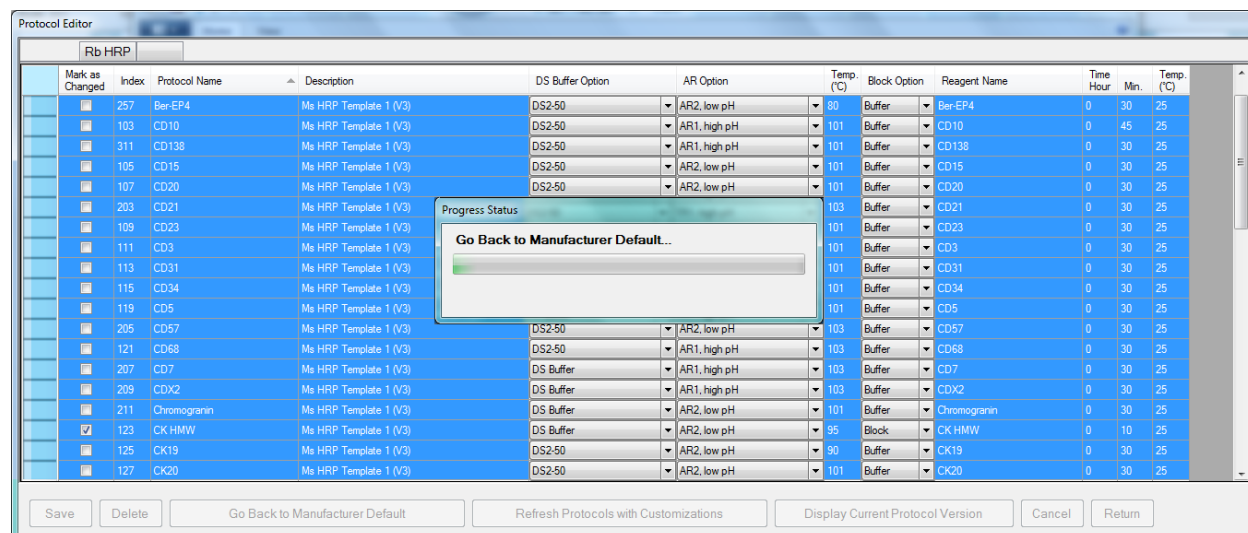 Protocol Editor
Rb HRP
Mark as Changed Index Protocol Name Description DS Buffer Option AR Option Temp. (°C) Block Option Reagent Name Time Hour Min. Temp. (°C)
257 Ber-EP4 Ms HRP Template 1 (V3) DS2-50 AR2, low pH 80 Buffer Ber-EP4 0 30 25
103 CD10 Ms HRP Template 1 (V3) DS2-50 AR1, high pH 101 Buffer CD10 0 45 25
311 CD138 Ms HRP Template 1 (V3) DS2-50 AR1, high pH 101 Buffer CD138 0 30 25
105 CD15 Ms HRP Template 1 (V3) DS2-50 AR2, low pH 101 Buffer CD15 0 30 25
107 CD20 Ms HRP Template 1 (V3) DS2-50 AR2, low pH 101 Buffer CD20 0 30 25
203 CD21 Ms HRP Template 1 (V3) 103 Buffer CD21 0 30 25
109 CD23 Ms HRP Template 1 (V3) 101 Buffer CD23 0 30 25
111 CD3 Ms HRP Template 1 (V3) 101 Buffer CD3 0 30 25
113 CD31 Ms HRP Template 1 (V3) 101 Buffer CD31 0 30 25
115 CD34 Ms HRP Template 1 (V3) 101 Buffer CD34 0 30 25
119 CD5 Ms HRP Template 1 (V3) 101 Buffer CD5 0 30 25
Progress Status
Go Back to Manufacturer Default...
205 CD57 Ms HRP Template 1 (V3) DS2-50 AR2, low pH 103 Buffer CD57 0 30 25
121 CD68 Ms HRP Template 1 (V3) DS2-50 AR1, high pH 103 Buffer CD68 0 30 25
207 CD7 Ms HRP Template 1 (V3) DS Buffer AR1, high pH 103 Buffer CD7 0 30 25
209 CDX2 Ms HRP Template 1 (V3) DS Buffer AR1, high pH 103 Buffer CDX2 0 30 25
211 Chromogranin Ms HRP Template 1 (V3) DS Buffer AR2, low pH 101 Buffer Chromogranin 0 30 25
123 CK HMW Ms HRP Template 1 (V3) DS Buffer AR2, low pH 95 Block CK HMW 0 10 25
125 CK19 Ms HRP Template 1 (V3) DS2-50 AR2, low pH 90 Buffer CK19 0 30 25
127 CK20 Ms HRP Template 1 (V3) DS2-50 AR2, low pH 101 Buffer CK20 0 30 25
Save Delete Go Back to Manufacturer Default Refresh Protocols with Customizations Display Current Protocol Version Cancel Return